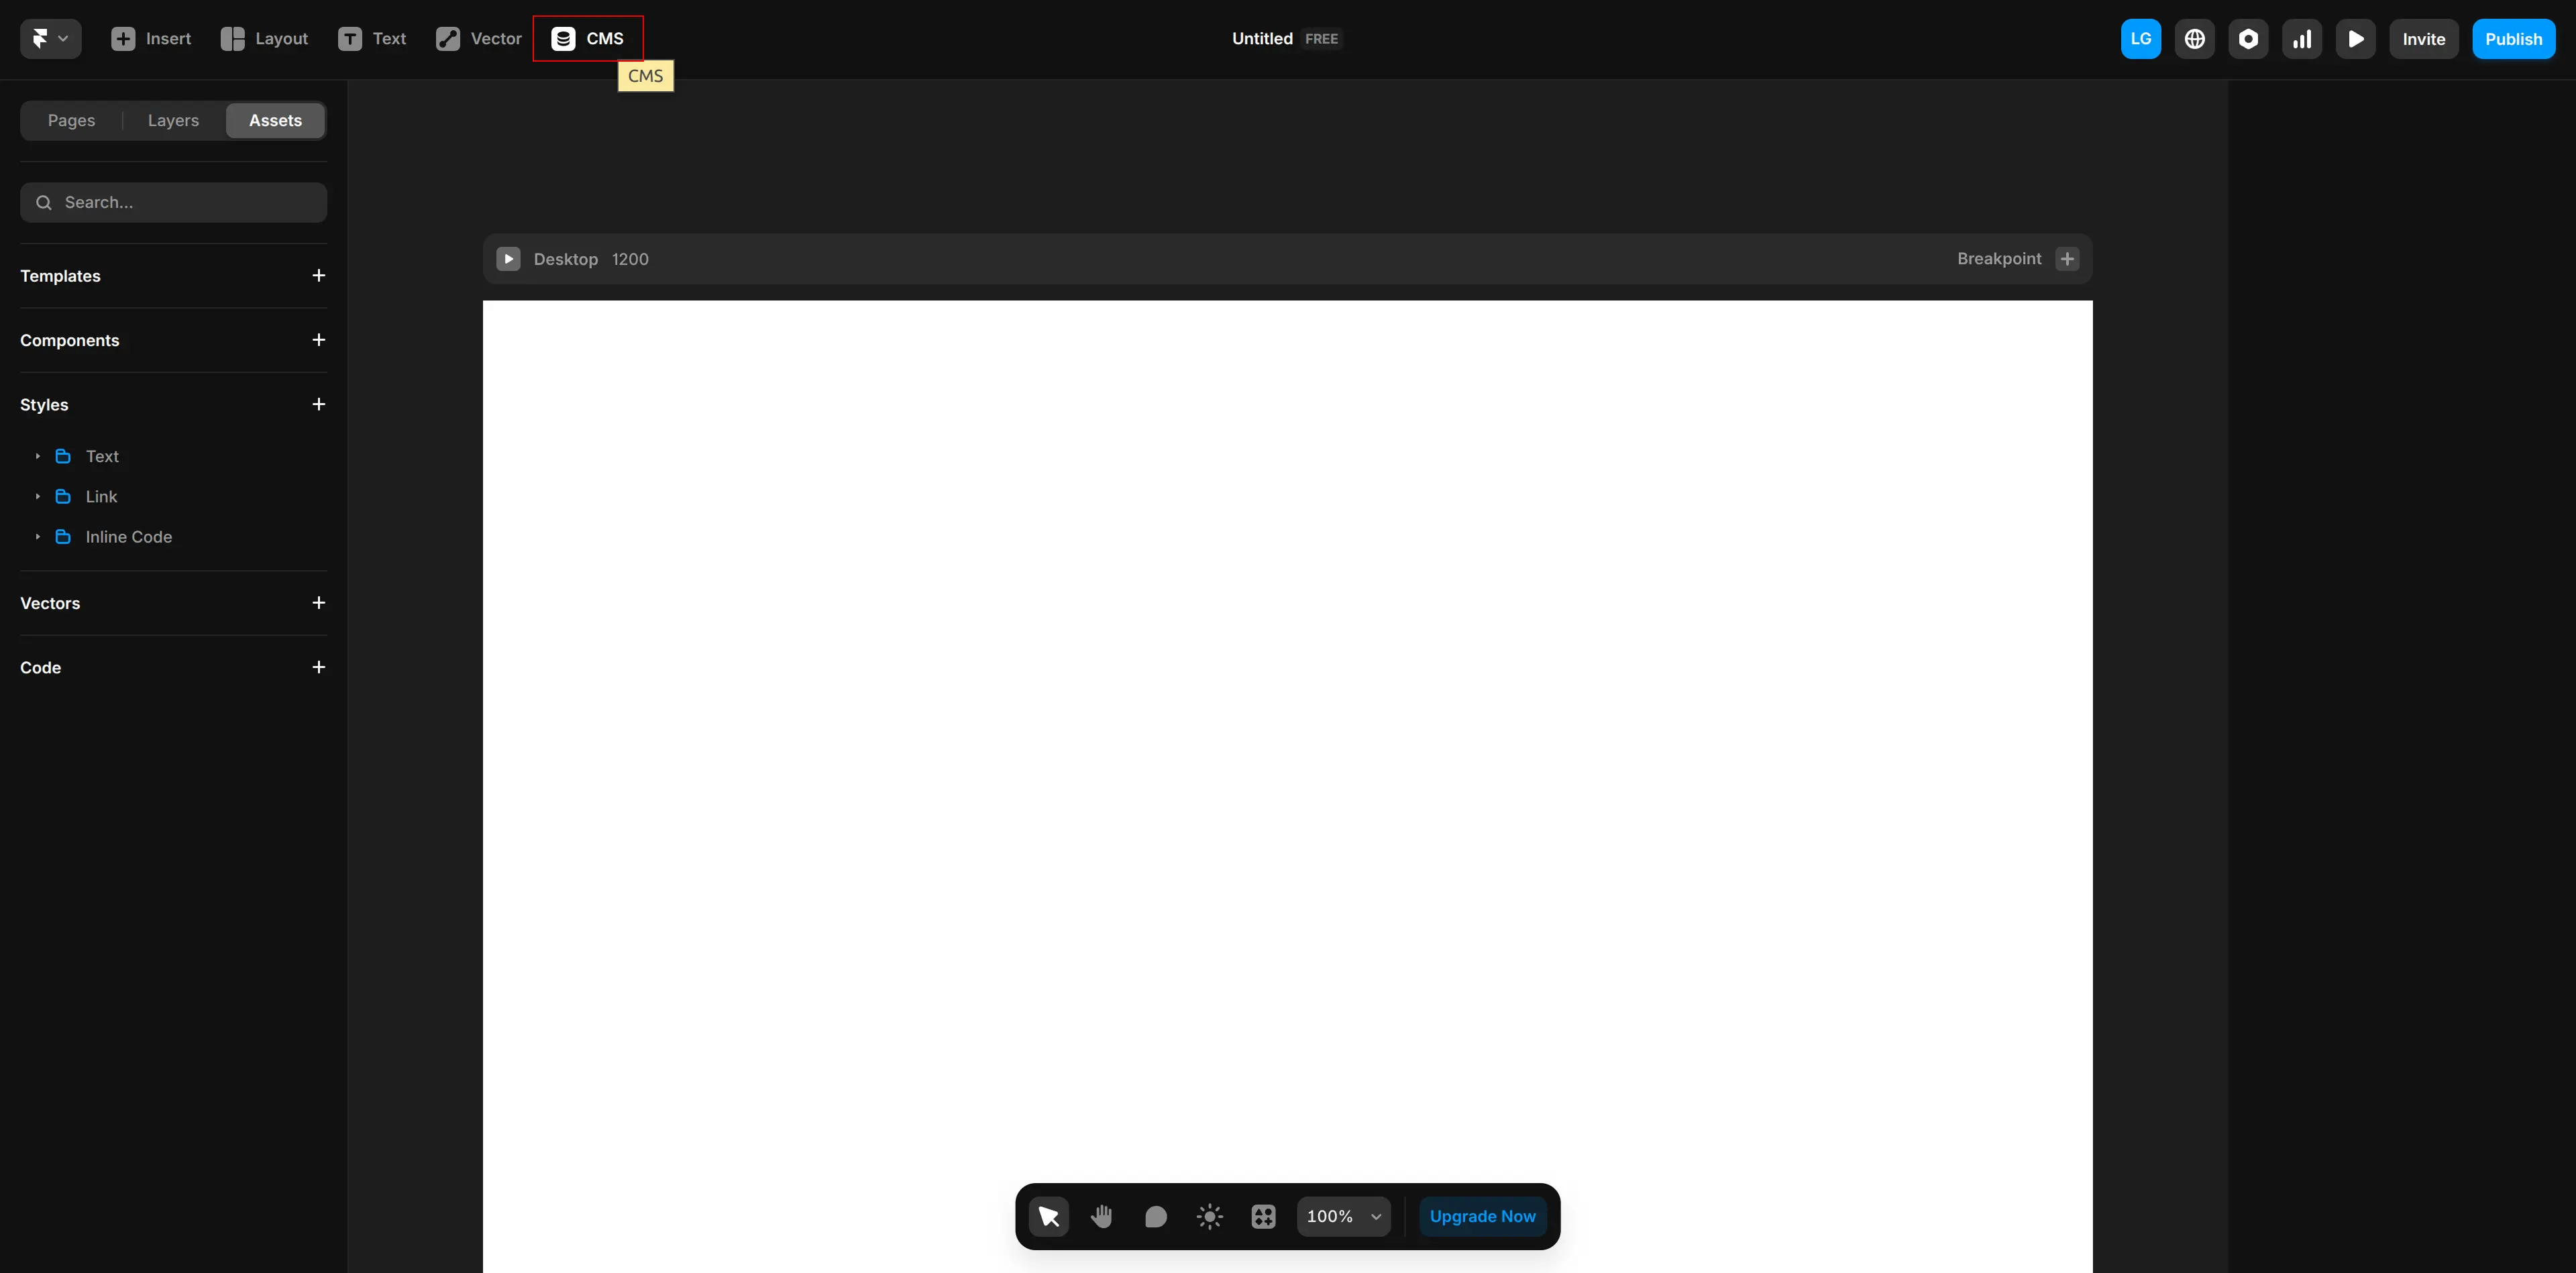 Insert Layout Text Vector CMS Untitled FREE LG Invite Publish
CMS
Pages Layers Assets
Search...
Templates
Components
Styles
Text
Link
Inline Code
Vectors
Code
Desktop 1200 Breakpoint
100% Upgrade Now